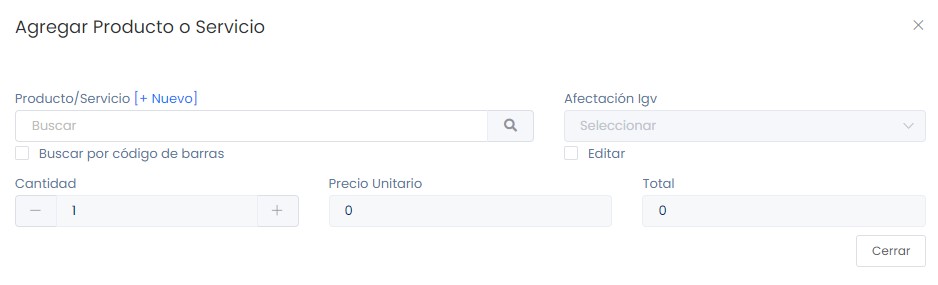 Agregar Producto o Servicio
Producto/Servicio [+ Nuevo]
Afectación Igv
Buscar
Seleccionar
Buscar por código de barras
Editar
Cantidad
Precio Unitario
Total
1
0
0
Cerrar